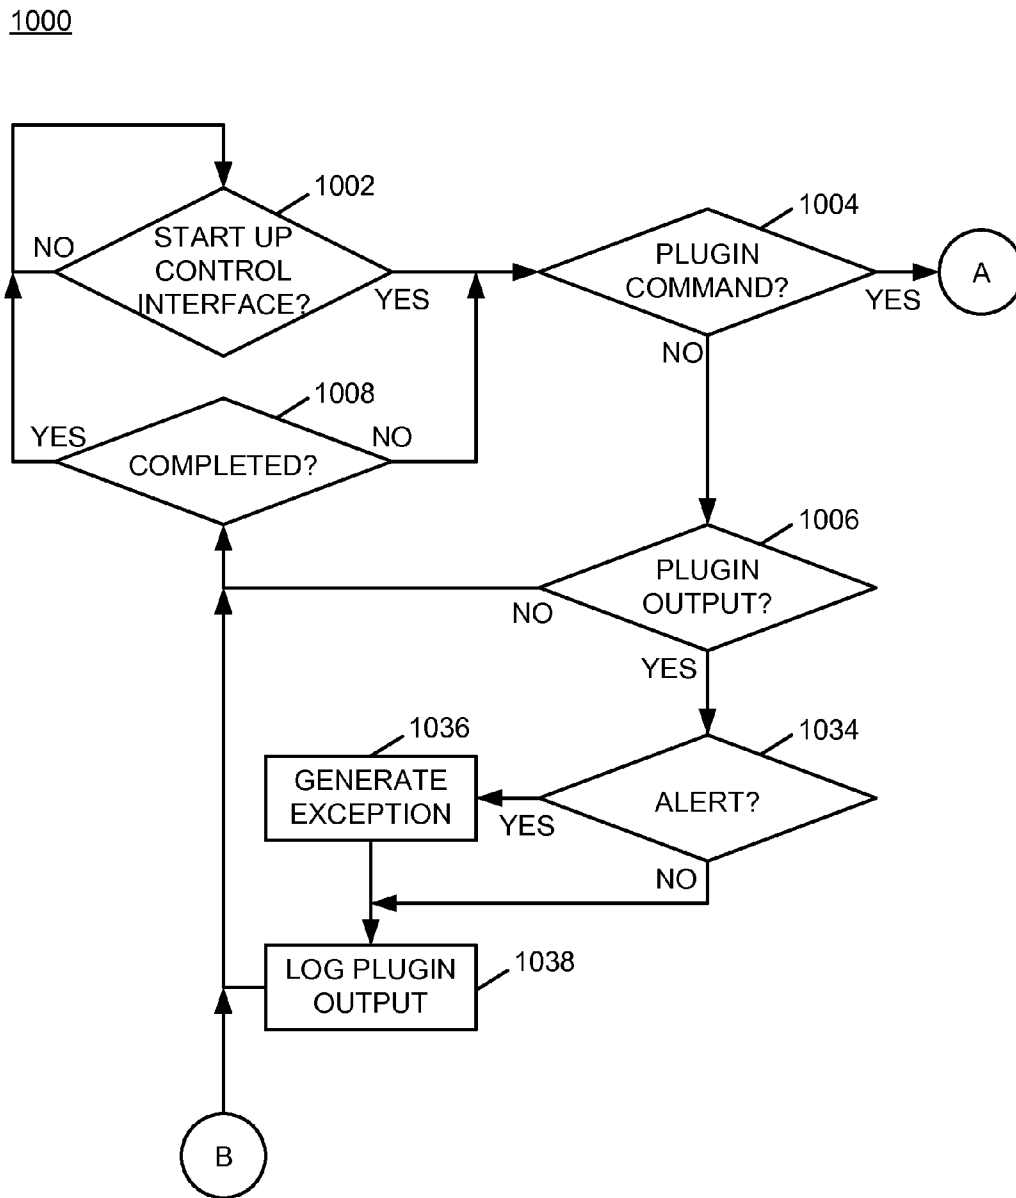 1000
1002
START UP
CONTROL
INTERFACE?
NO
YES
1004
PLUGIN
COMMAND?
YES
NO
A
1008
COMPLETED?
YES
NO
1006
PLUGIN
OUTPUT?
NO
YES
1034
ALERT?
YES
NO
1036
GENERATE
EXCEPTION
1038
LOG PLUGIN
OUTPUT
B